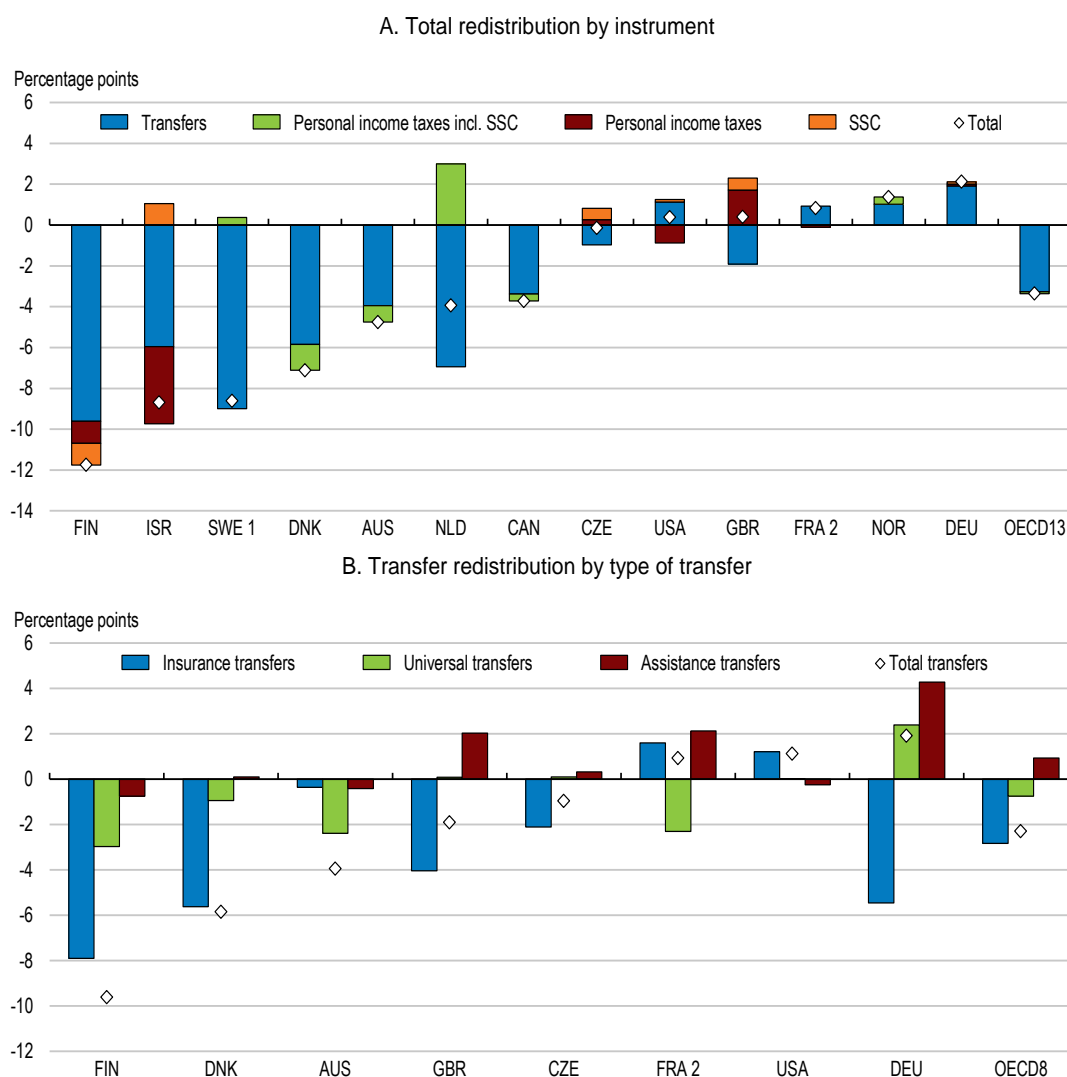 A. Total redistribution by instrument
Percentage points
6
Transfers Personal income taxes incl. SSC Personal income taxes SSC Total
4
2
0
-2
-4
-6
-8
-10
-12
-14
FIN ISR SWE 1 DNK AUS NLD CAN CZE USA GBR FRA 2 NOR DEU OECD13
B. Transfer redistribution by type of transfer
Percentage points
6
Insurance transfers Universal transfers Assistance transfers Total transfers
4
2
0
-2
-4
-6
-8
-10
-12
FIN DNK AUS GBR CZE FRA 2 USA DEU OECD8